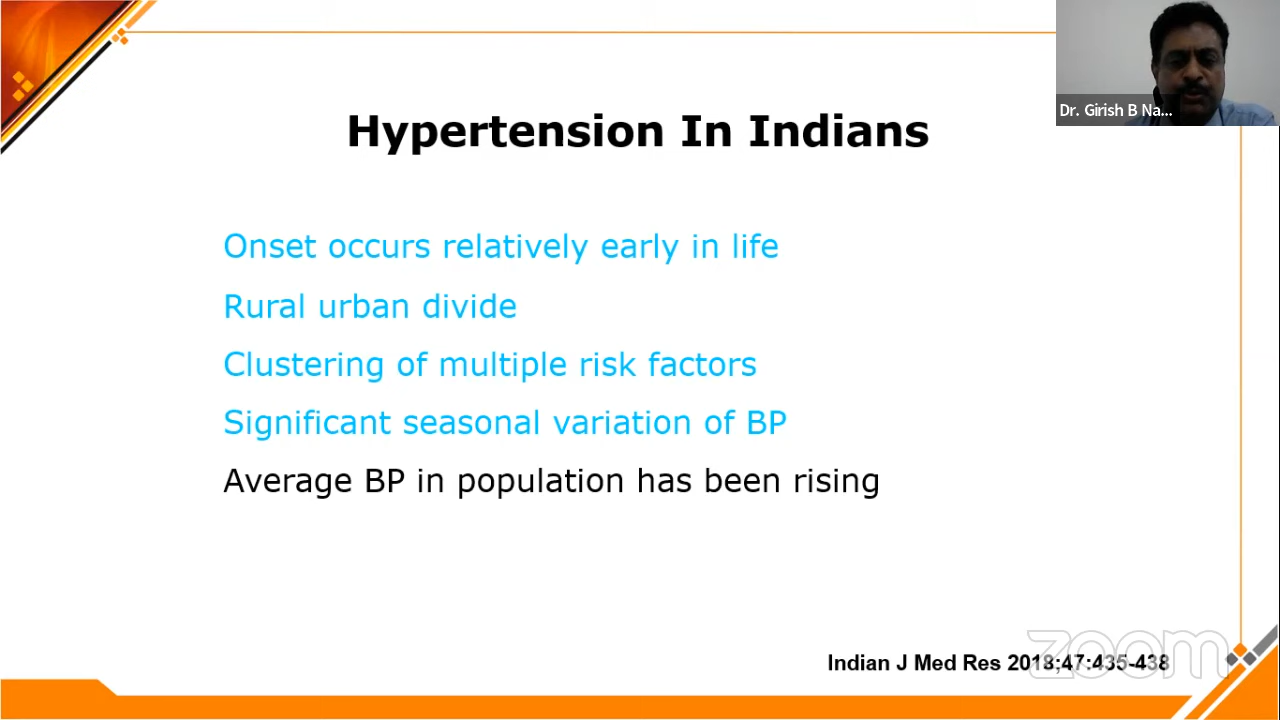 Dr. Girish B Na...
Hypertension In Indians
Onset occurs relatively early in life
Rural urban divide
Clustering of multiple risk factors
Significant seasonal variation of BP
Average BP in population has been rising
Indian J Med Res 2018;47:435-438
zoom